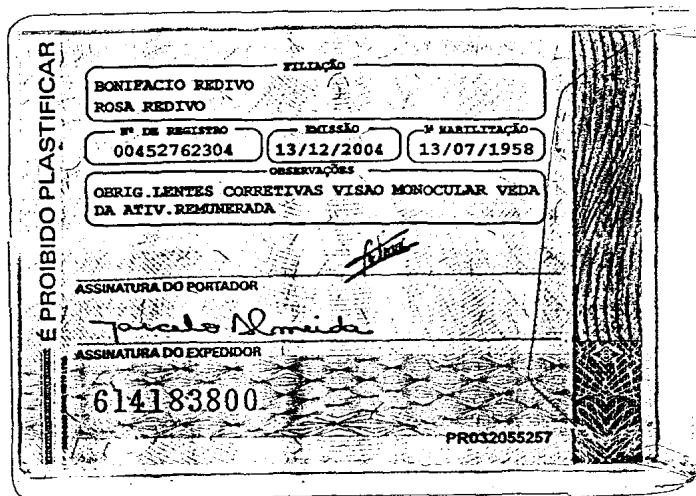 É PROIBIDO PLASTIFICAR
FILIAÇÃO
BONIFACIO REDIVO
ROSA REDIVO
Nº DE REGISTRO
00452762304
EMISSÃO
13/12/2004
1ª HABILITAÇÃO
13/07/1958
OBSERVAÇÕES
OBRIG.LENTES CORRETIVAS VISAO MONOCULAR VEDA
DA ATIV.REMUNERADA
ASSINATURA DO PORTADOR
Marcelo Almeida
ASSINATURA DO EXPEDIDOR
614183800
PR032055257